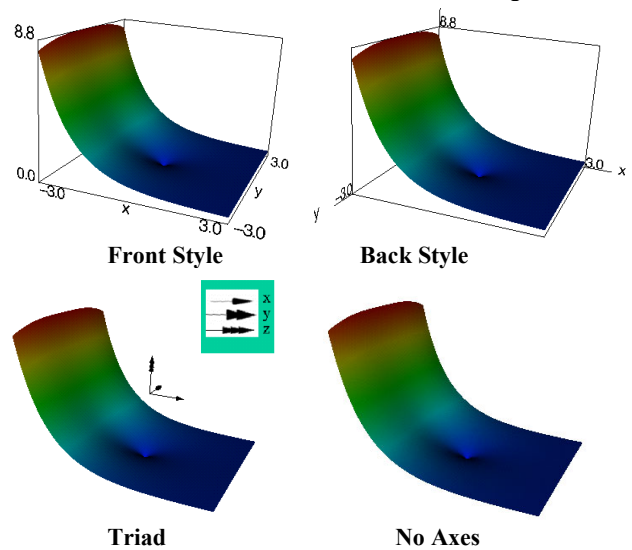 8.8
0.0
-3.0
x
3.0
-3.0
y
3.0
Front Style
8.8
3.0
x
-3.0
y
Back Style
x
y
z
Triad
No Axes